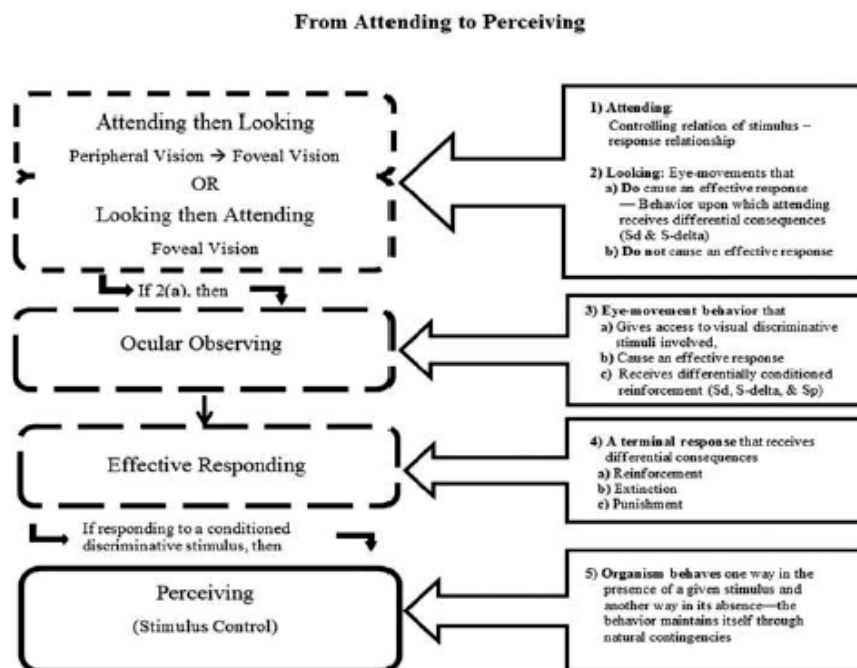 From Attending to Perceiving
Attending then Looking
Peripheral Vision → Foveal Vision
OR
Looking then Attending
Foveal Vision
1) Attending:
Controlling relation of stimulus –
response relationship
2) Looking: Eye-movements that
a) Do cause an effective response
— Behavior upon which attending
receives differential consequences
(Sd & S-delta)
b) Do not cause an effective response
If 2(a), then
Ocular Observing
3) Eye-movement behavior that
a) Gives access to visual discriminative
stimuli involved,
b) Cause an effective response
c) Receives differentially conditioned
reinforcement (Sd, S-delta, & Sp)
Effective Responding
4) A terminal response that receives
differential consequences
a) Reinforcement
b) Extinction
c) Punishment
If responding to a conditioned
discriminative stimulus, then
Perceiving
(Stimulus Control)
5) Organism behaves one way in the
presence of a given stimulus and
another way in its absence—the
behavior maintains itself through
natural contingencies